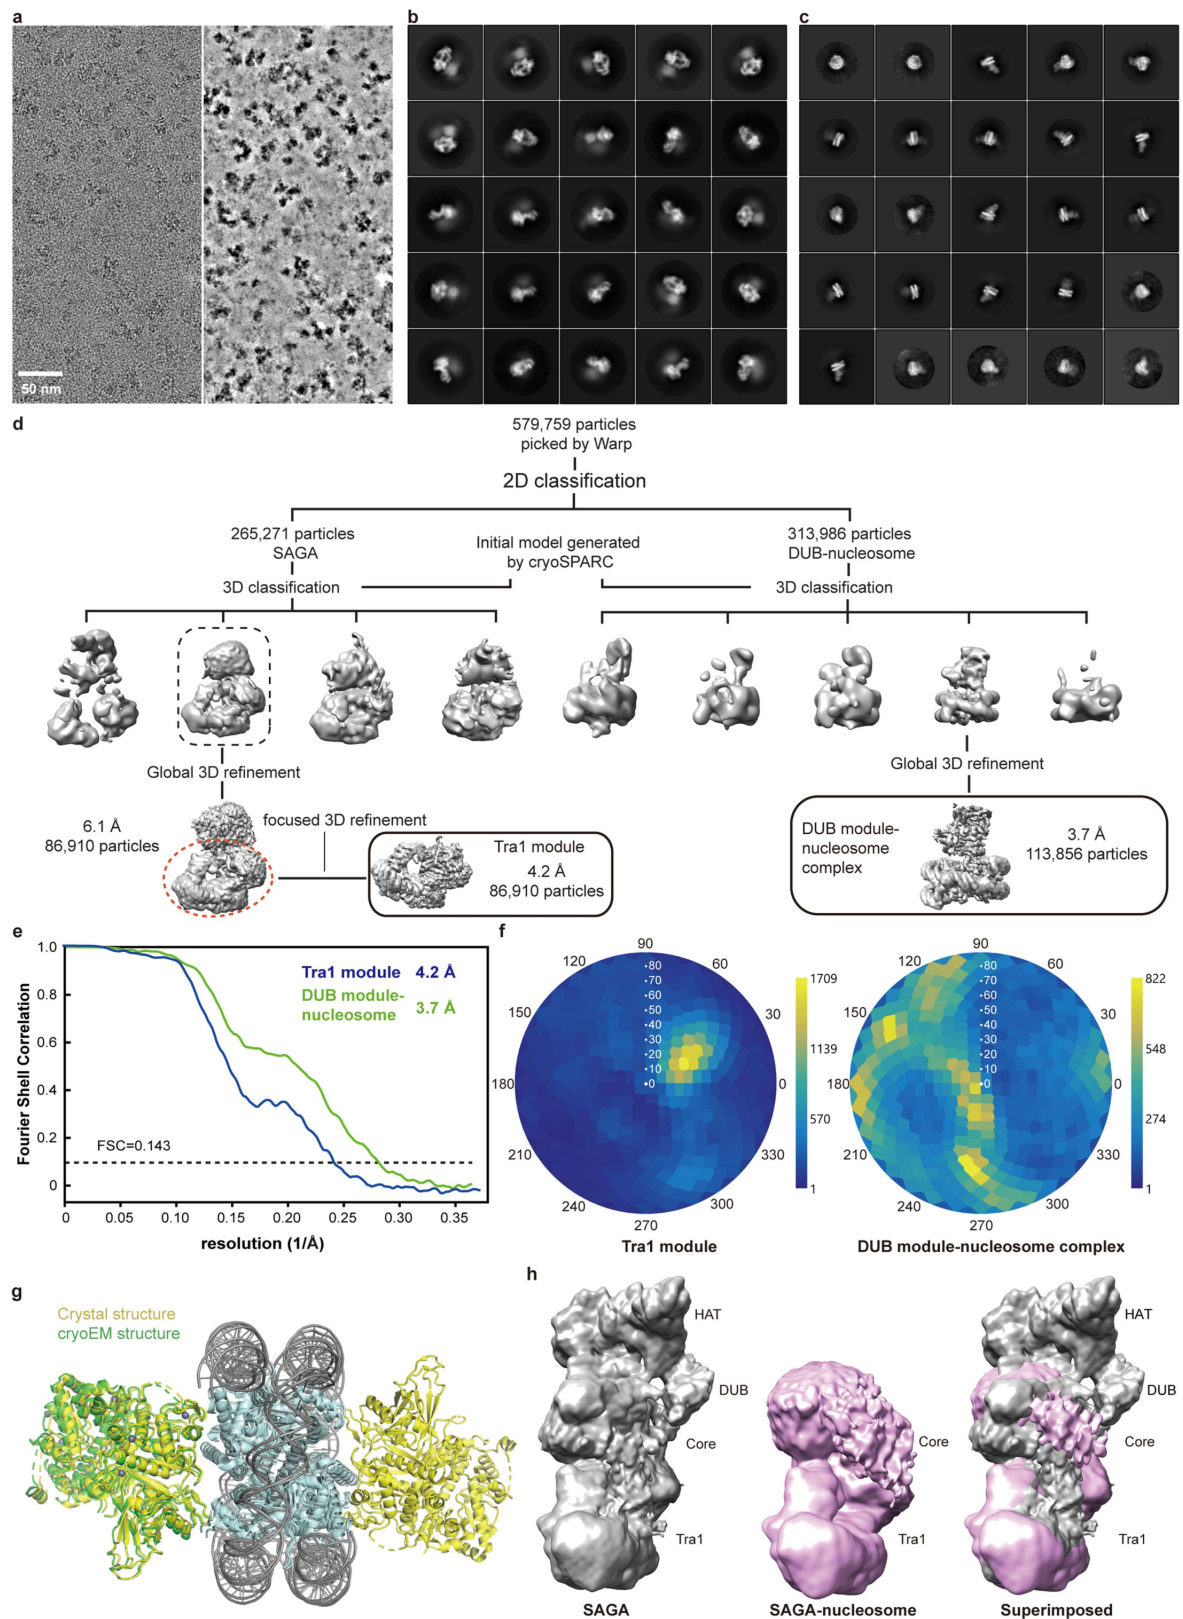 a
b
c
50 nm
d
579,759 particles
picked by Warp
2D classification
265,271 particles
SAGA
Initial model generated
by cryoSPARC
313,986 particles
DUB-nucleosome
3D classification
3D classification
Global 3D refinement
Global 3D refinement
6.1 Å
86,910 particles
focused 3D refinement
Tra1 module
4.2 Å
86,910 particles
DUB module-
nucleosome
complex
3.7 Å
113,856 particles
e
1.0
0.8
0.6
0.4
0.2
0
Fourier Shell Correlation
Tra1 module 4.2 Å
DUB module-
nucleosome 3.7 Å
FSC=0.143
0 0.05 0.10 0.15 0.20 0.25 0.30 0.35
resolution (1/Å)
f
90
120 60
150 30
180 0
210 330
240 300
270
80
70
60
50
40
30
20
10
0
1709
1139
570
1
Tra1 module
90
120 60
150 30
180 0
210 330
240 300
270
80
70
60
50
40
30
20
10
0
822
548
274
1
DUB module-nucleosome complex
g
Crystal structure
cryoEM structure
h
HAT
DUB
Core
Tra1
SAGA
Core
Tra1
SAGA-nucleosome
HAT
DUB
Core
Tra1
Superimposed